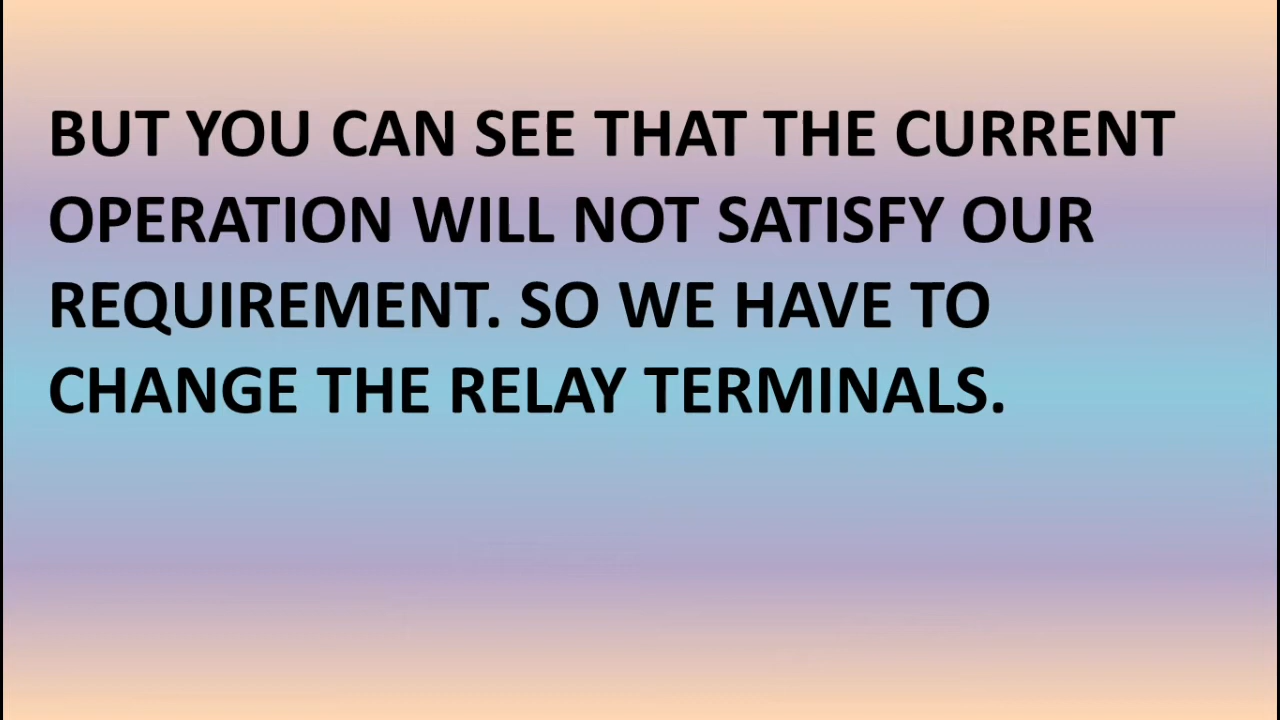 BUT YOU CAN SEE THAT THE CURRENT
OPERATION WILL NOT SATISFY OUR
REQUIREMENT. SO WE HAVE TO
CHANGE THE RELAY TERMINALS.